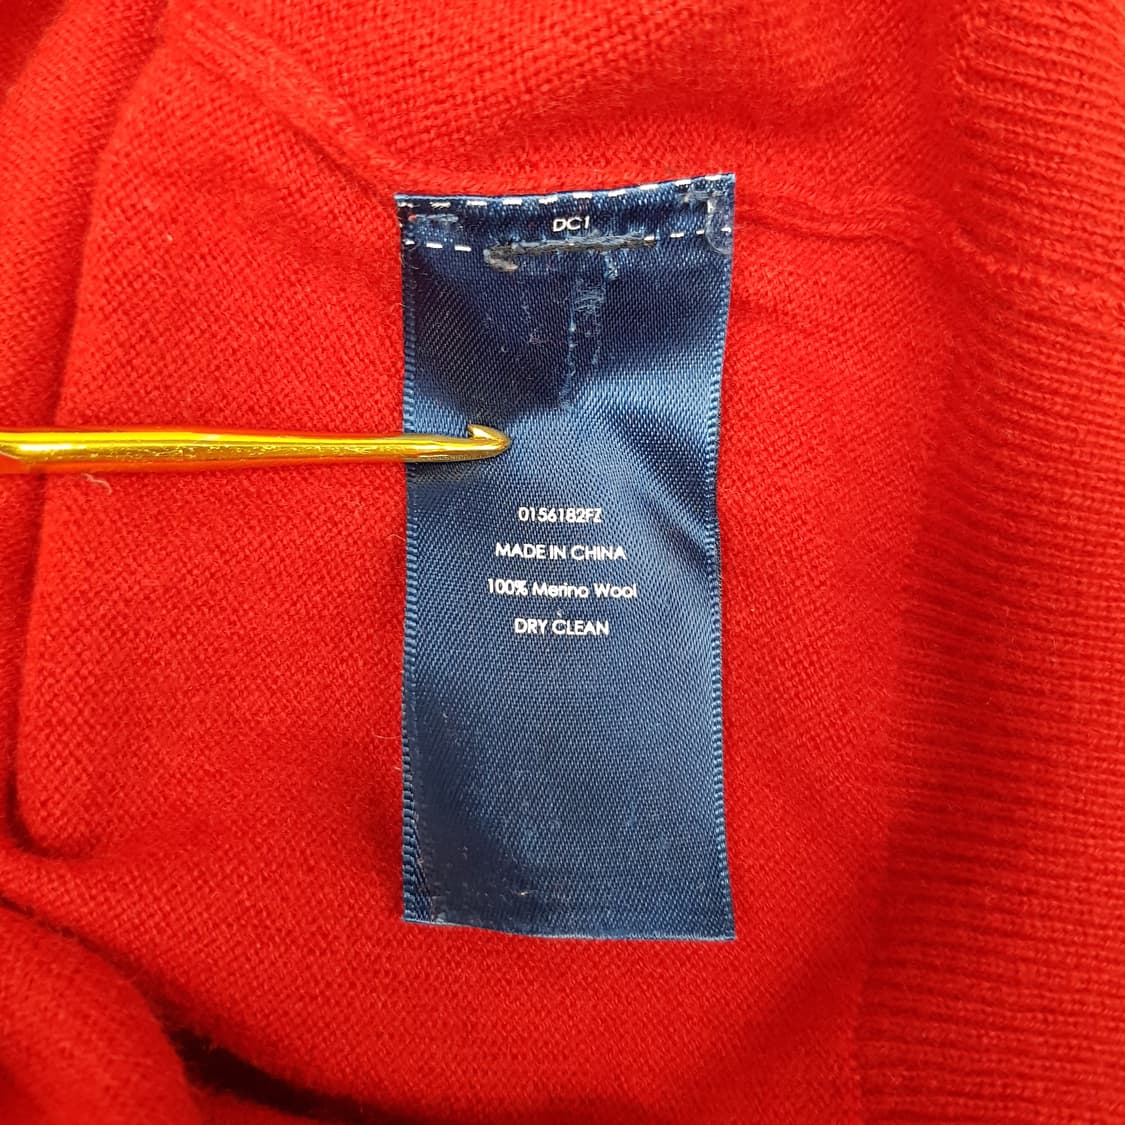 DC1
0156182FZ
MADE IN CHINA
100% Merino Wool
DRY CLEAN